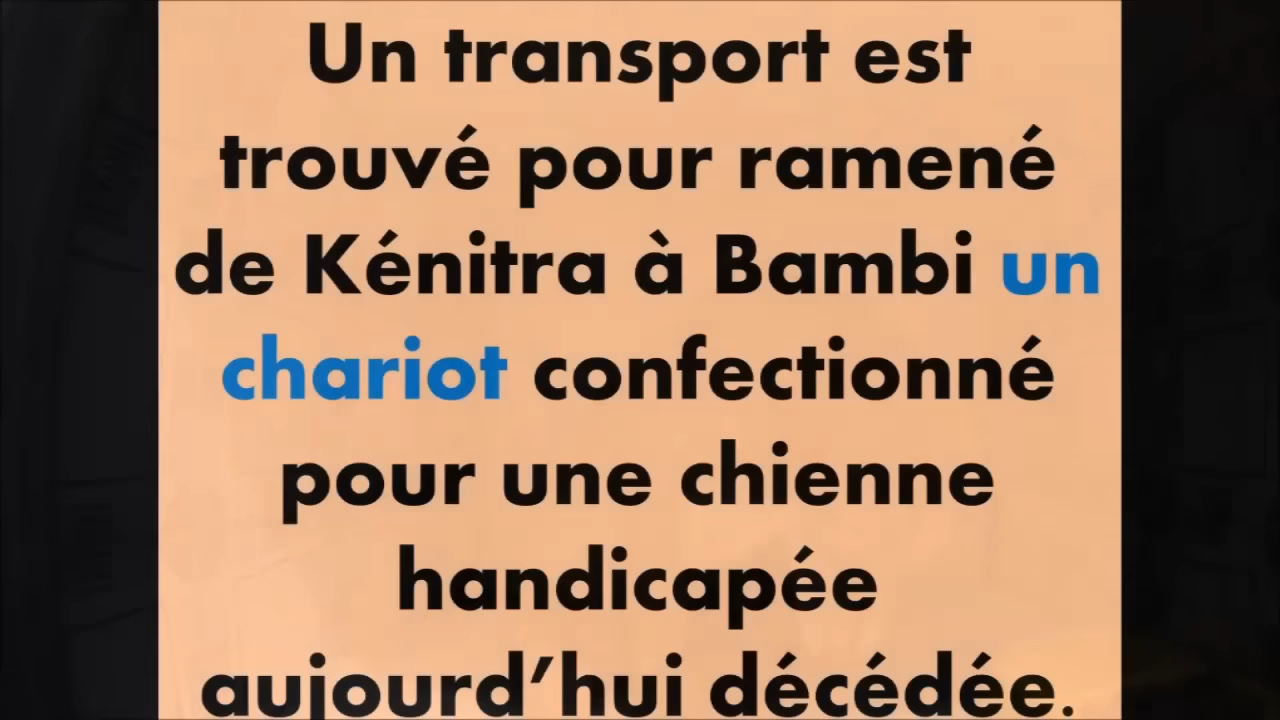 Un transport est
trouvé pour ramené
de Kénitra à Bambi un
chariot confectionné
pour une chienne
handicapée
aujourd’hui décédée.